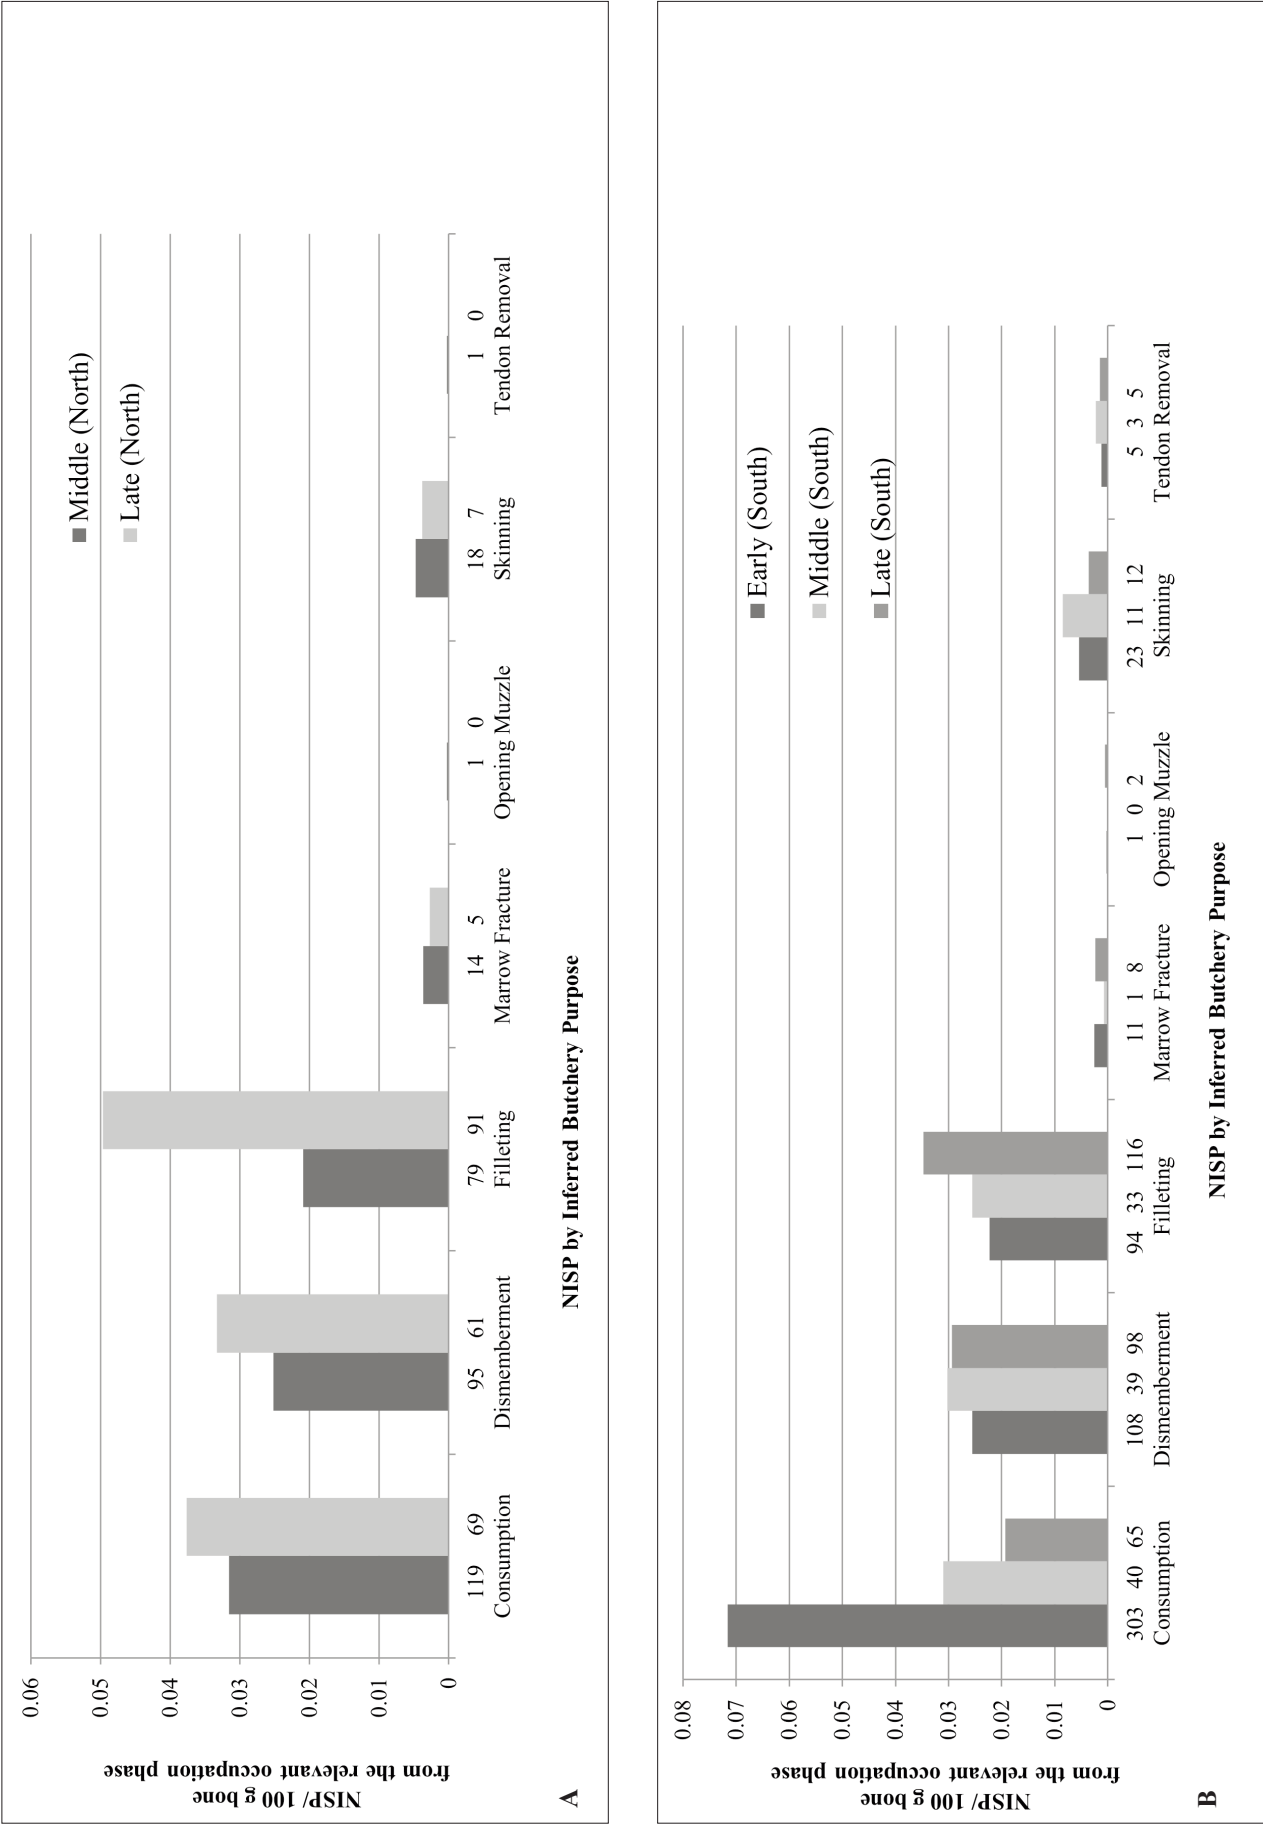 NISP/ 100 g bone
from the relevant occupation phase
0.06
0.05
0.04
0.03
0.02
0.01
0
Middle (North)
Late (North)
119 69 95 61 79 91 14 5 1 0 18 7 1 0
Consumption Dismemberment Filleting Marrow Fracture Opening Muzzle Skinning Tendon Removal
NISP by Inferred Butchery Purpose
A
NISP/ 100 g bone
from the relevant occupation phase
0.08
0.07
0.06
0.05
0.04
0.03
0.02
0.01
0
Early (South)
Middle (South)
Late (South)
303 40 65 108 39 98 94 33 116 11 1 8 1 0 2 23 11 12 5 3 5
Consumption Dismemberment Filleting Marrow Fracture Opening Muzzle Skinning Tendon Removal
NISP by Inferred Butchery Purpose
B